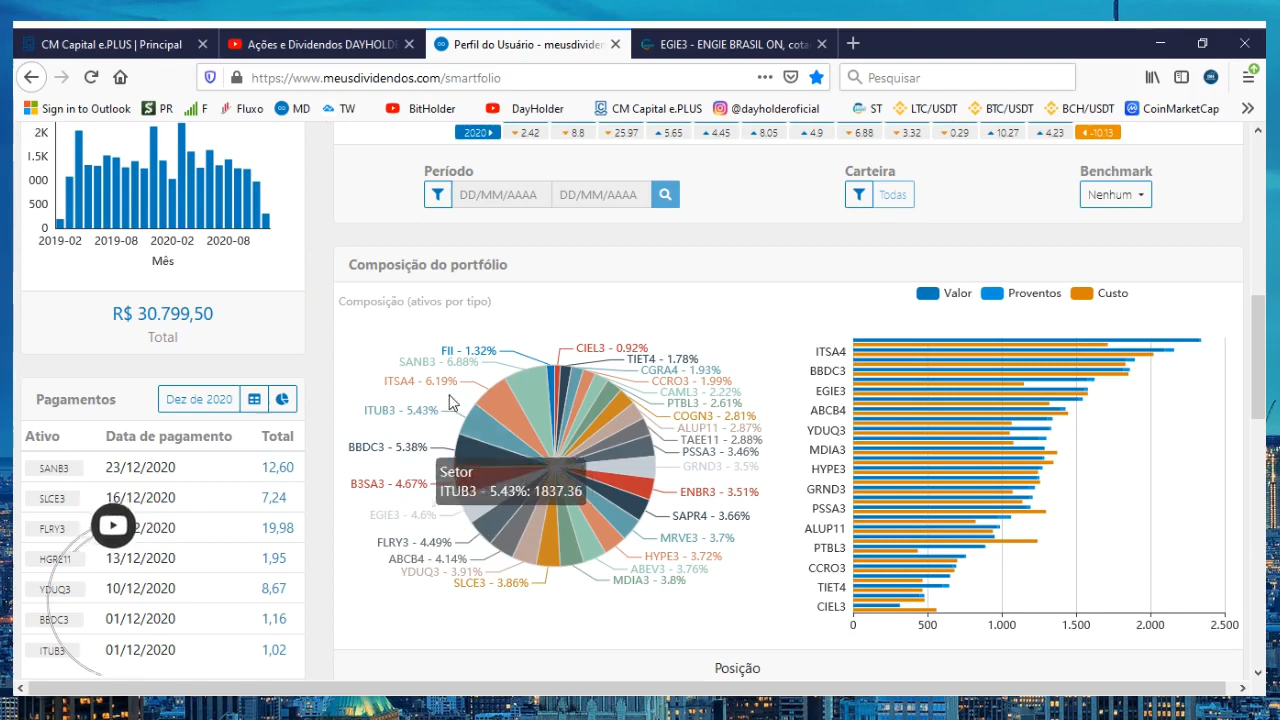 CM Capital e.PLUS | Principal
Ações e Dividendos DAYHOLDE
Perfil do Usuário - meusdividen
EGIE3 - ENGIE BRASIL ON, cota
https://www.meusdividendos.com/smartfolio
Pesquisar
Sign in to Outlook
PR
F
Fluxo
MD
TW
BitHolder
DayHolder
CM Capital e.PLUS
@dayholderoficial
ST
LTC/USDT
BTC/USDT
BCH/USDT
CoinMarketCap
2K
1.5K
000
500
0
2019-02 2019-08 2020-02 2020-08
Mês
R$ 30.799,50
Total
Pagamentos
Dez de 2020
Ativo Data de pagamento Total
SANB3 23/12/2020 12,60
SLCE3 16/12/2020 7,24
FLRY3 2/12/2020 19,98
HGRE11 13/12/2020 1,95
YDUQ3 10/12/2020 8,67
BBDC3 01/12/2020 1,16
ITUB3 01/12/2020 1,02
2020 2.42 8.8 25.97 5.65 4.45 8.05 4.9 6.88 3.32 0.29 10.27 4.23 -10.13
Período
DD/MM/AAAA DD/MM/AAAA
Carteira
Todas
Benchmark
Nenhum
Composição do portfólio
Composição (ativos por tipo)
FII - 1.32%
SANB3 - 6.88%
ITSA4 - 6.19%
ITUB3 - 5.43%
BBDC3 - 5.38%
B3SA3 - 4.67%
EGIE3 - 4.6%
FLRY3 - 4.49%
ABCB4 - 4.14%
YDUQ3 - 3.91%
SLCE3 - 3.86%
CIEL3 - 0.92%
TIET4 - 1.78%
CGRA4 - 1.93%
CCRO3 - 1.99%
CAML3 - 2.22%
PTBL3 - 2.61%
COGN3 - 2.81%
ALUP11 - 2.87%
TAEE11 - 2.88%
PSSA3 - 3.46%
GRND3 - 3.5%
ENBR3 - 3.51%
SAPR4 - 3.66%
MRVE3 - 3.7%
HYPE3 - 3.72%
ABEV3 - 3.76%
MDIA3 - 3.8%
Setor
ITUB3 - 5.43%: 1837.36
Valor
Proventos
Custo
ITSA4
BBDC3
EGIE3
ABCB4
YDUQ3
MDIA3
HYPE3
GRND3
PSSA3
ALUP11
PTBL3
CCRO3
TIET4
CIEL3
0 500 1.000 1.500 2.000 2.500
Posição